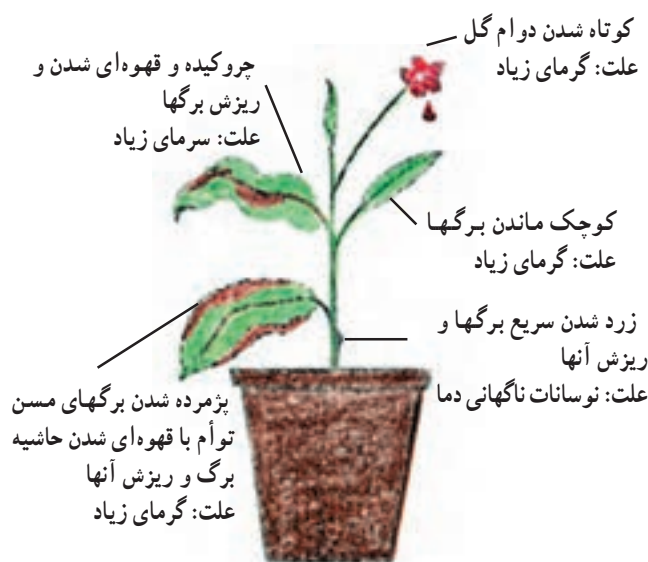 کوتاه شدن دوام گل
علت: گرمای زیاد
چروکیده و قهوه‌ای شدن و
ریزش برگها
علت: سرمای زیاد
کوچک ماندن برگها
علت: گرمای زیاد
زرد شدن سریع برگها و
ریزش آنها
علت: نوسانات ناگهانی دما
پژمرده شدن برگهای مسن
توأم با قهوه‌ای شدن حاشیه
برگ و ریزش آنها
علت: گرمای زیاد